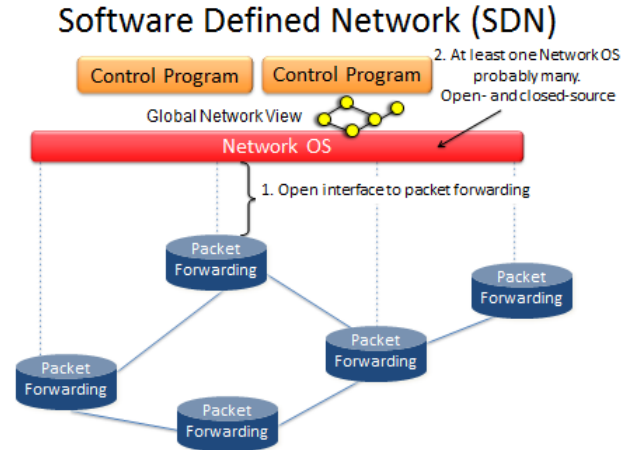 Software Defined Network (SDN)
2. At least one Network OS
probably many.
Open- and closed-source
Control Program
Control Program
Global Network View
Network OS
1. Open interface to packet forwarding
Packet
Forwarding
Packet
Forwarding
Packet
Forwarding
Packet
Forwarding
Packet
Forwarding